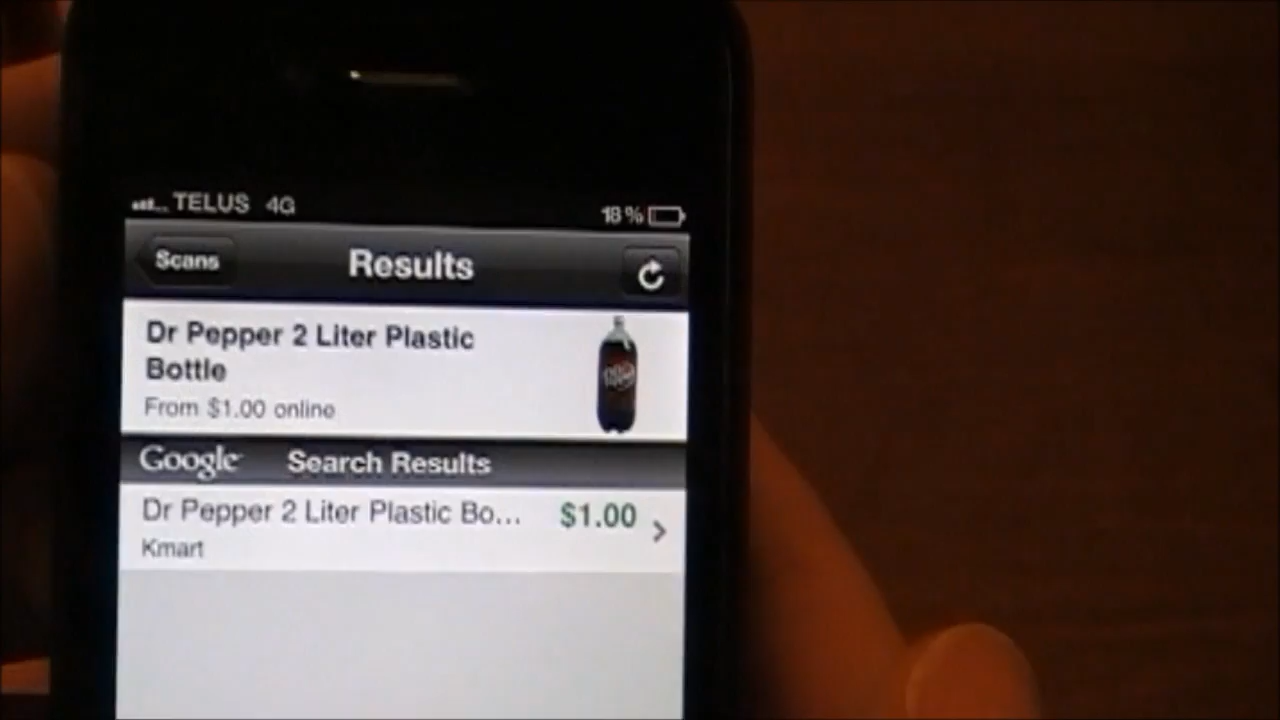 TELUS 4G 18%
Scans Results
Dr Pepper 2 Liter Plastic
Bottle
From $1.00 online
Google Search Results
Dr Pepper 2 Liter Plastic Bo... $1.00
Kmart